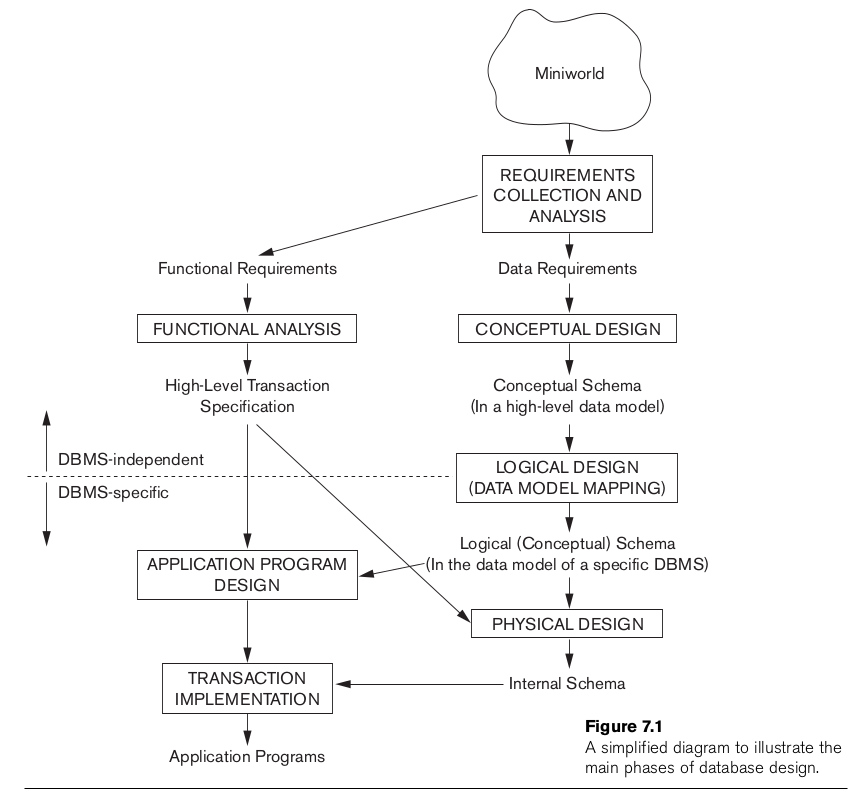 Miniworld
REQUIREMENTS
COLLECTION AND
ANALYSIS
Functional Requirements
Data Requirements
FUNCTIONAL ANALYSIS
CONCEPTUAL DESIGN
High-Level Transaction
Specification
Conceptual Schema
(In a high-level data model)
DBMS-independent
DBMS-specific
LOGICAL DESIGN
(DATA MODEL MAPPING)
Logical (Conceptual) Schema
(In the data model of a specific DBMS)
APPLICATION PROGRAM
DESIGN
PHYSICAL DESIGN
TRANSACTION
IMPLEMENTATION
Internal Schema
Application Programs
Figure 7.1
A simplified diagram to illustrate the
main phases of database design.